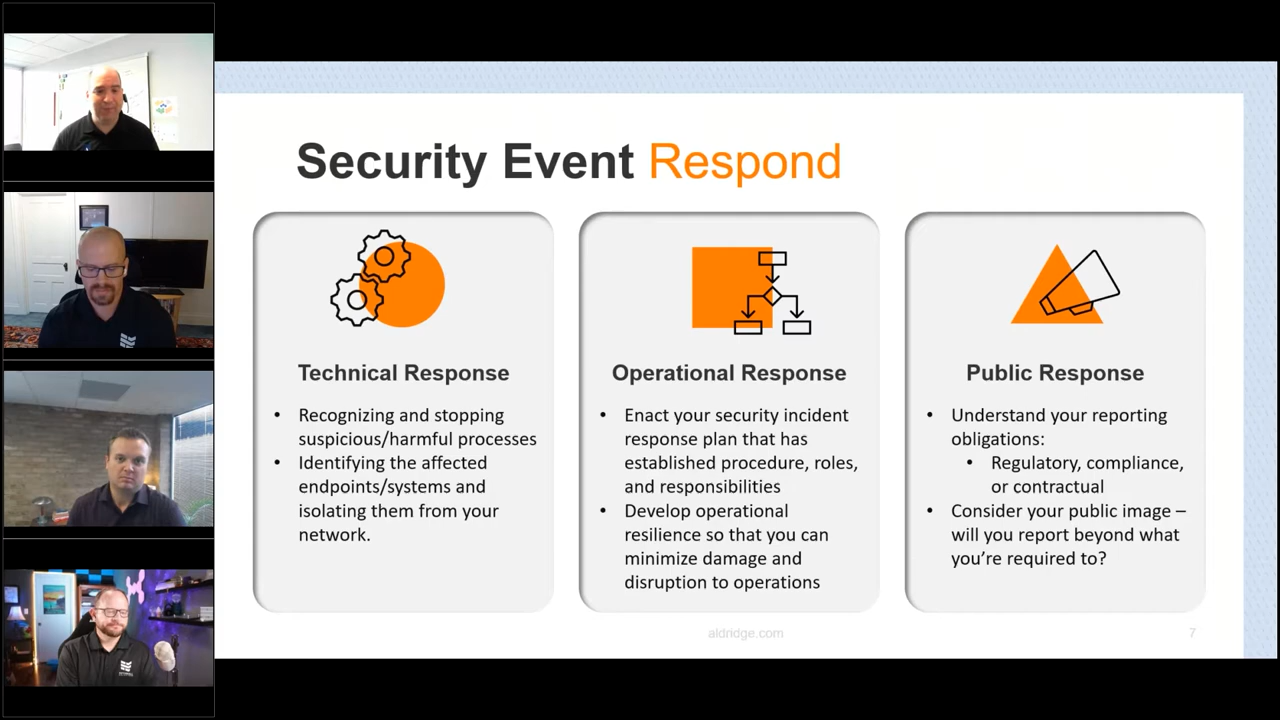 Security Event Respond
Technical Response
• Recognizing and stopping
suspicious/harmful processes
• Identifying the affected
endpoints/systems and
isolating them from your
network.
Operational Response
• Enact your security incident
response plan that has
established procedure, roles,
and responsibilities
• Develop operational
resilience so that you can
minimize damage and
disruption to operations
Public Response
• Understand your reporting
obligations:
• Regulatory, compliance,
or contractual
• Consider your public image –
will you report beyond what
you’re required to?
aldridge.com
7